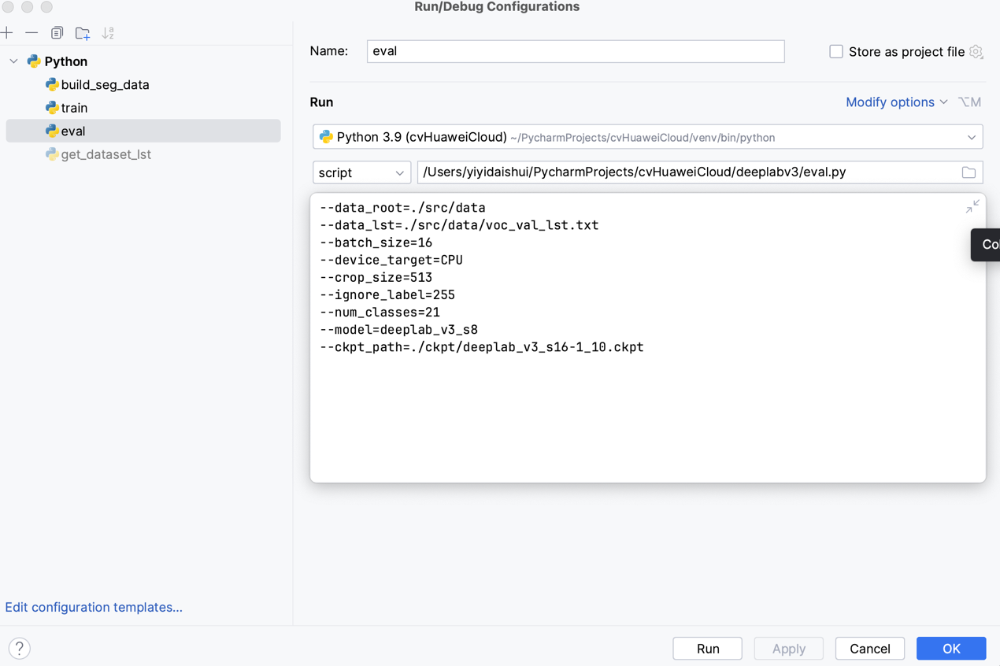 Run/Debug Configurations
Python
build_seg_data
train
eval
get_dataset_lst
Edit configuration templates...
Name:
eval
Store as project file
Run
Modify options
⌥M
Python 3.9 (cvHuaweiCloud) ~/PycharmProjects/cvHuaweiCloud/venv/bin/python
script
/Users/yiyidaishui/PycharmProjects/cvHuaweiCloud/deeplabv3/eval.py
--data_root=./src/data
--data_lst=./src/data/voc_val_lst.txt
--batch_size=16
--device_target=CPU
--crop_size=513
--ignore_label=255
--num_classes=21
--model=deeplab_v3_s8
--ckpt_path=./ckpt/deeplab_v3_s16-1_10.ckpt
?
Run
Apply
Cancel
OK